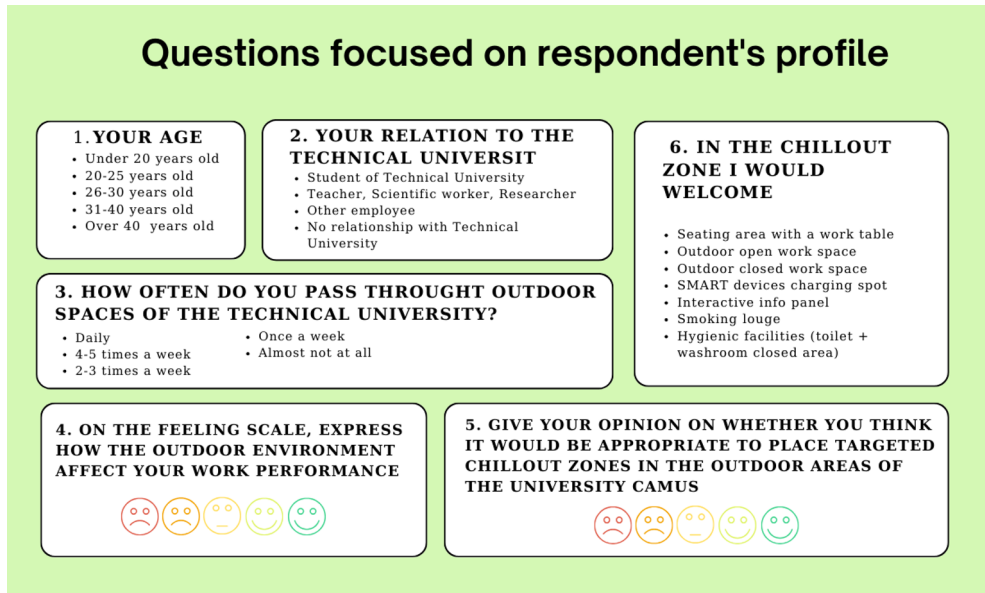 Questions focused on respondent's profile
1.YOUR AGE
• Under 20 years old
• 20-25 years old
• 26-30 years old
• 31-40 years old
• Over 40  years old
2. YOUR RELATION TO THE
TECHNICAL UNIVERSIT
• Student of Technical University
• Teacher, Scientific worker, Researcher
• Other employee
• No relationship with Technical
University
3. HOW OFTEN DO YOU PASS THROUGHT OUTDOOR
SPACES OF THE TECHNICAL UNIVERSITY?
• Daily
• 4-5 times a week
• 2-3 times a week
• Once a week
• Almost not at all
4. ON THE FEELING SCALE, EXPRESS
HOW THE OUTDOOR ENVIRONMENT
AFFECT YOUR WORK PERFORMANCE
5. GIVE YOUR OPINION ON WHETHER YOU THINK
IT WOULD BE APPROPRIATE TO PLACE TARGETED
CHILLOUT ZONES IN THE OUTDOOR AREAS OF
THE UNIVERSITY CAMUS
6. IN THE CHILLOUT
ZONE I WOULD
WELCOME
• Seating area with a work table
• Outdoor open work space
• Outdoor closed work space
• SMART devices charging spot
• Interactive info panel
• Smoking louge
• Hygienic facilities (toilet +
washroom closed area)